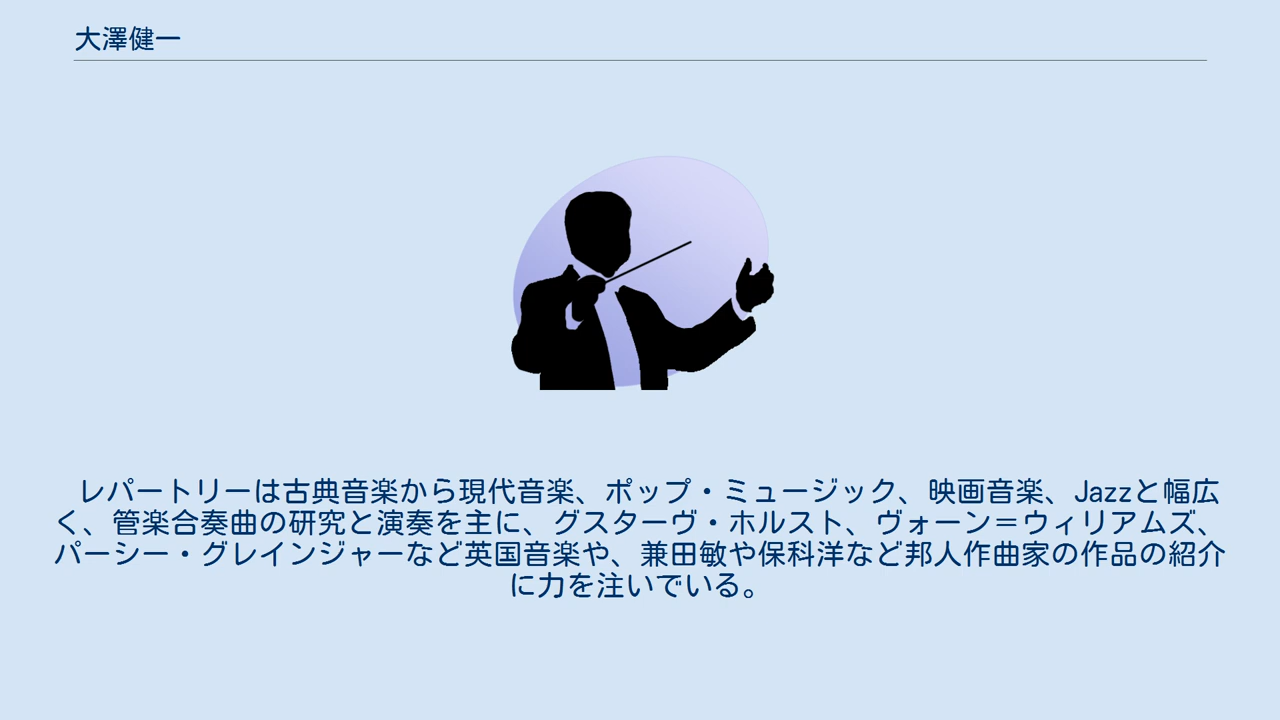 大澤健一
レパートリーは古典音楽から現代音楽、ポップ・ミュージック、映画音楽、Jazzと幅広
く、管楽合奏曲の研究と演奏を主に、グスターヴ・ホルスト、ヴォーン＝ウィリアムズ、
パーシー・グレインジャーなど英国音楽や、兼田敏や保科洋など邦人作曲家の作品の紹介
に力を注いでいる。